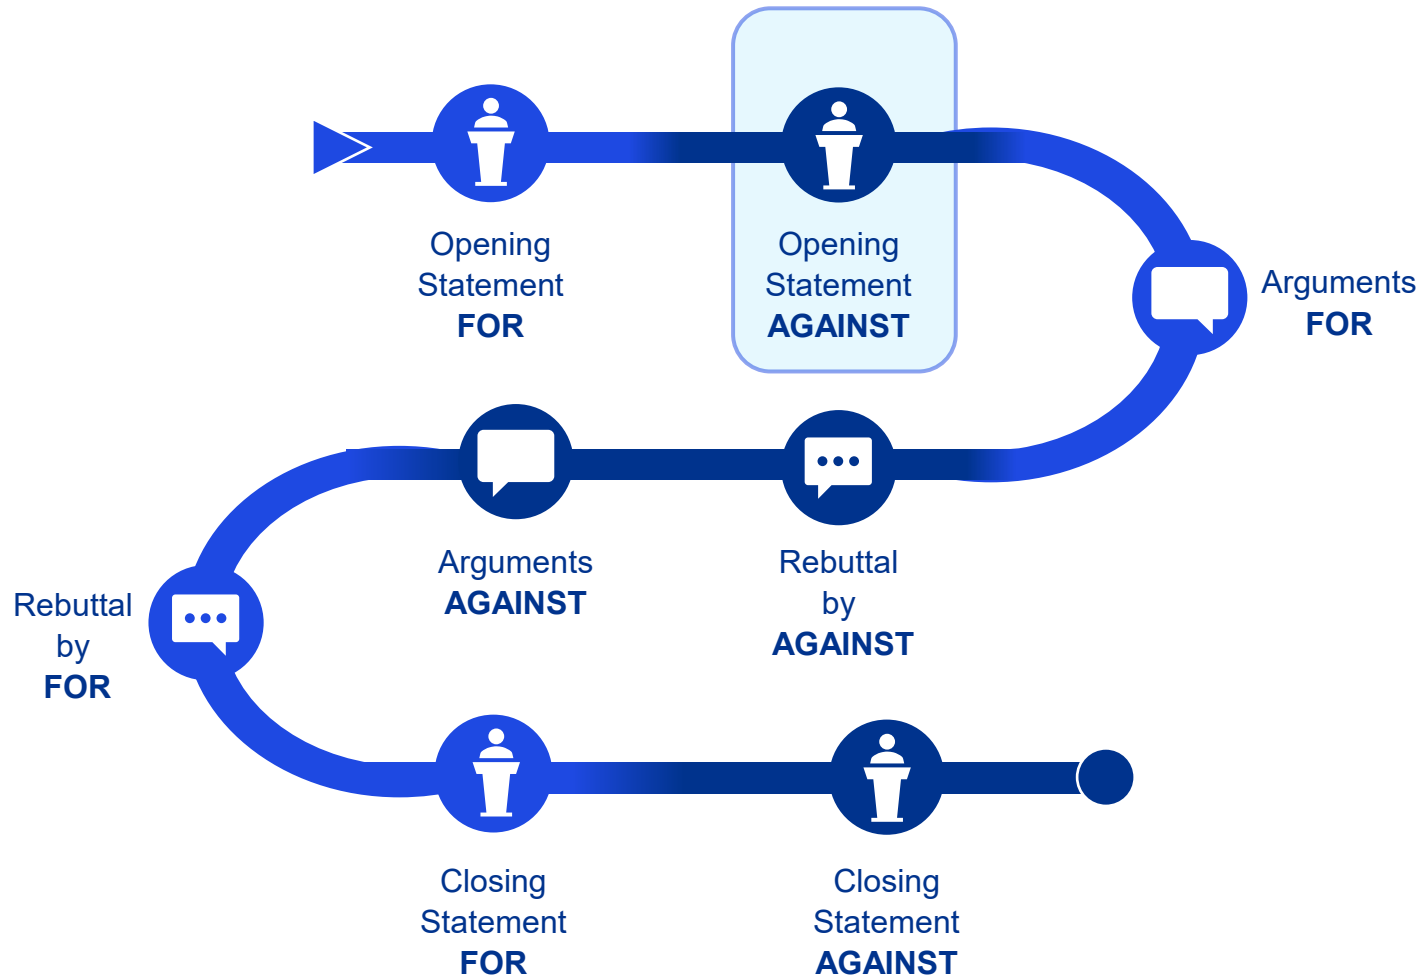 Opening
Statement
FOR
Opening
Statement
AGAINST
Arguments
FOR
Rebuttal
by
AGAINST
Arguments
AGAINST
Rebuttal
by
FOR
Closing
Statement
FOR
Closing
Statement
AGAINST